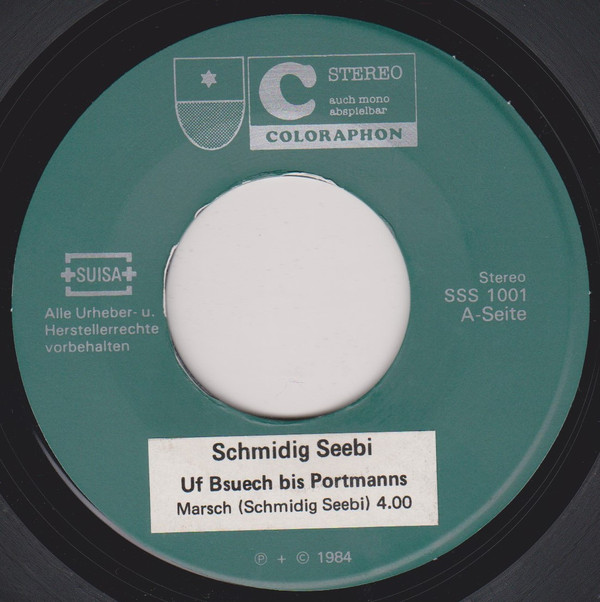 C
STEREO
auch mono
abspielbar
COLORAPHON
SUISA
Alle Urheber- u.
Herstellerrechte
vorbehalten
Stereo
SSS 1001
A-Seite
Schmidig Seebi
Uf Bsuech bis Portmanns
Marsch (Schmidig Seebi) 4.00
℗ + © 1984